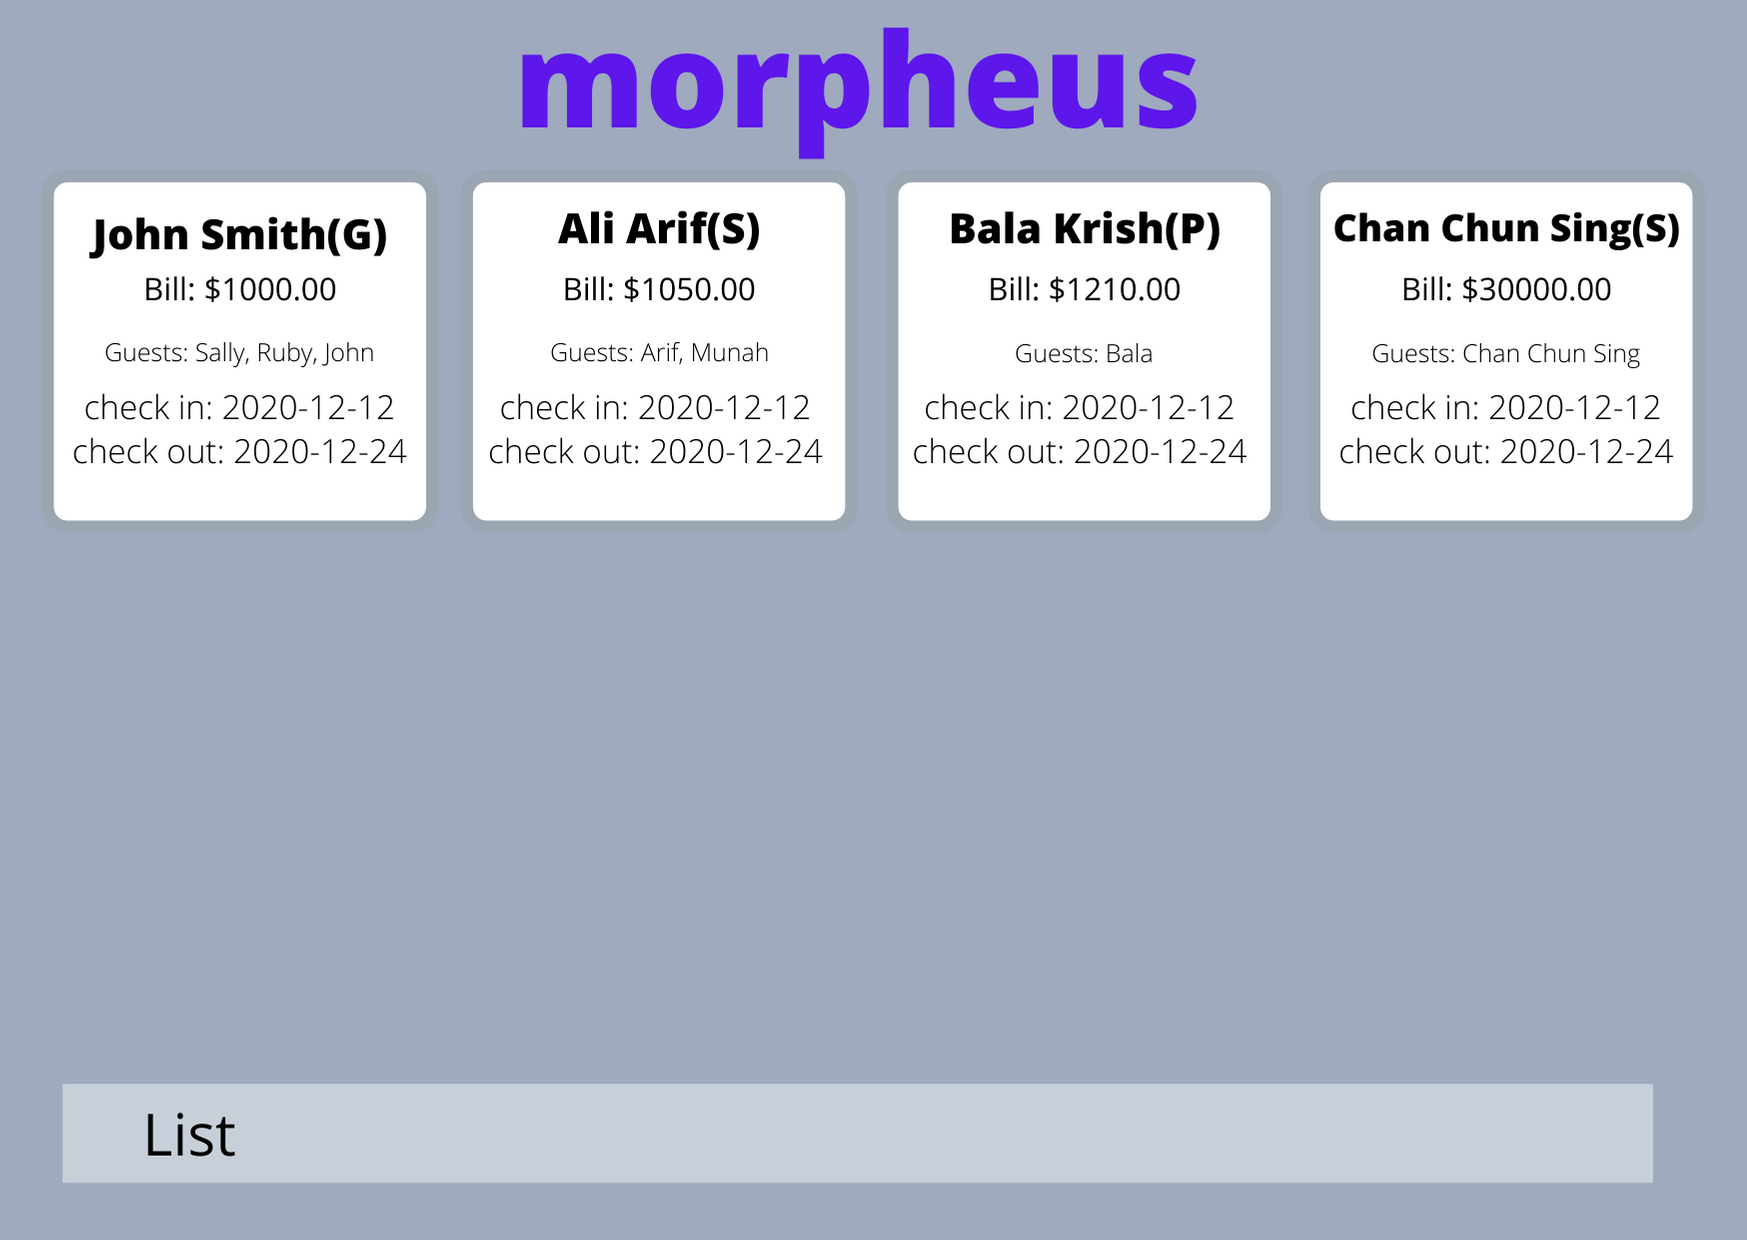 morpheus
John Smith(G)
Bill: $1000.00
Guests: Sally, Ruby, John
check in: 2020-12-12
check out: 2020-12-24
Ali Arif(S)
Bill: $1050.00
Guests: Arif, Munah
check in: 2020-12-12
check out: 2020-12-24
Bala Krish(P)
Bill: $1210.00
Guests: Bala
check in: 2020-12-12
check out: 2020-12-24
Chan Chun Sing(S)
Bill: $30000.00
Guests: Chan Chun Sing
check in: 2020-12-12
check out: 2020-12-24
List